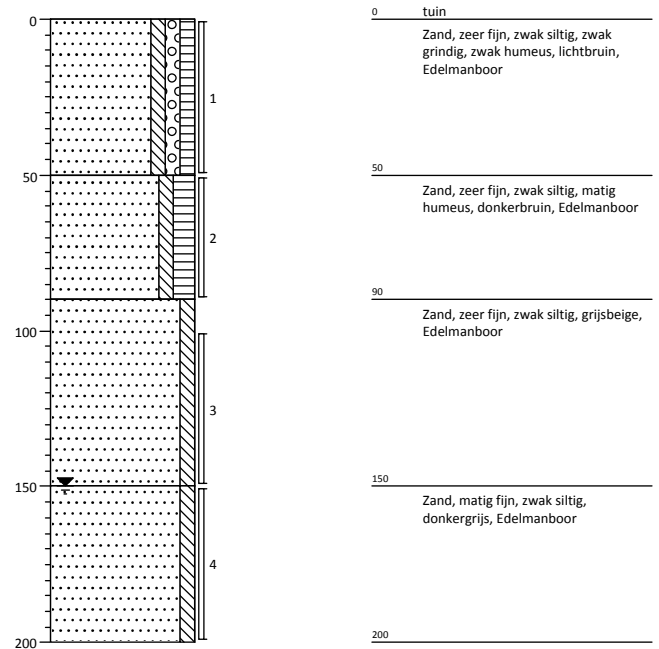 0
50
100
150
200
1
2
3
4
0 tuin
Zand, zeer fijn, zwak siltig, zwak
grindig, zwak humeus, lichtbruin,
Edelmanboor
50
Zand, zeer fijn, zwak siltig, matig
humeus, donkerbruin, Edelmanboor
90
Zand, zeer fijn, zwak siltig, grijsbeige,
Edelmanboor
150
Zand, matig fijn, zwak siltig,
donkergrijs, Edelmanboor
200